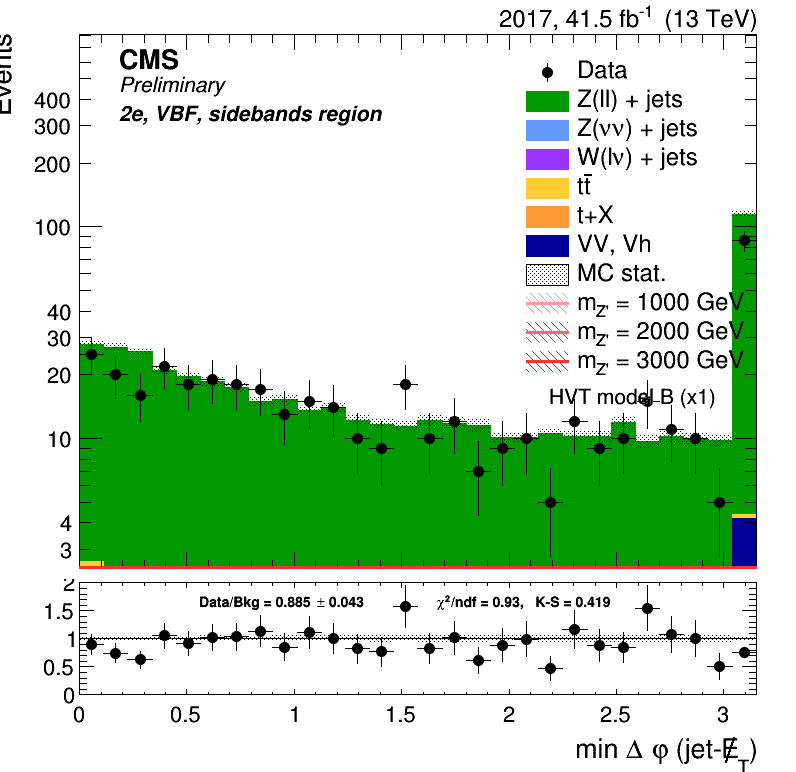 2017, 41.5 fb⁻¹ (13 TeV)
Events
CMS
Preliminary
2e, VBF, sidebands region
Data
Z(ll) + jets
Z(νν) + jets
W(lν) + jets
tt̄
t+X
VV, Vh
MC stat.
m_Z' = 1000 GeV
m_Z' = 2000 GeV
m_Z' = 3000 GeV
HVT model B (x1)
400
300
200
100
40
30
20
10
4
3
Data/Bkg = 0.885 ± 0.043
χ²/ndf = 0.93, K-S = 0.419
2
1.5
1
0.5
0
0 0.5 1 1.5 2 2.5 3
min Δ φ (jet-E̸_T)